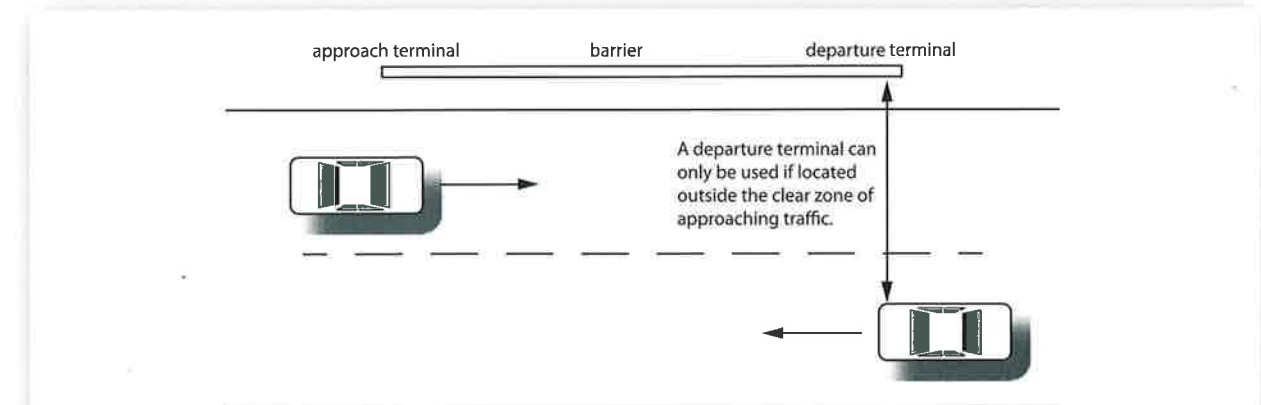 approach terminal barrier departure terminal
A departure terminal can
only be used if located
outside the clear zone of
approaching traffic.